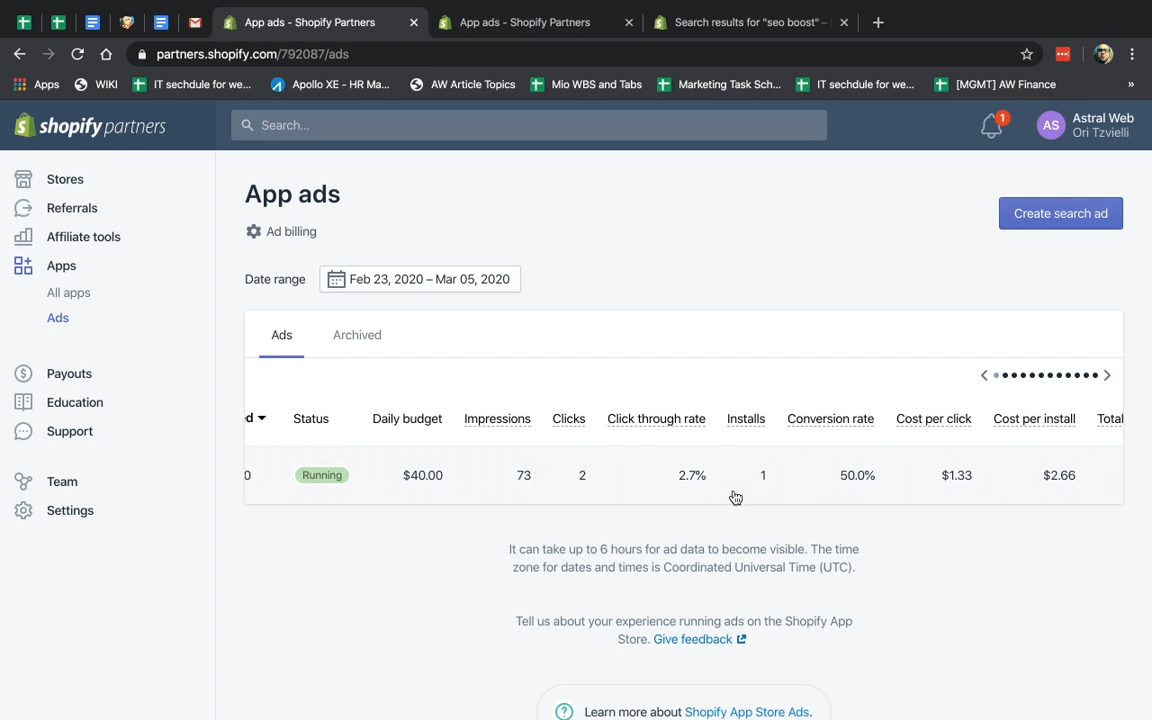 App ads - Shopify Partners App ads - Shopify Partners Search results for "seo boost" –
partners.shopify.com/792087/ads
Apps WIKI IT sechdule for we... Apollo XE - HR Ma... AW Article Topics Mio WBS and Tabs Marketing Task Sch... IT sechdule for we... [MGMT] AW Finance »
shopify partners Search... 1 AS Astral Web
Ori Tzvielli
Stores
Referrals
Affiliate tools
Apps
All apps
Ads
Payouts
Education
Support
Team
Settings
App ads
Ad billing
Create search ad
Date range Feb 23, 2020 – Mar 05, 2020
Ads Archived
d Status Daily budget Impressions Clicks Click through rate Installs Conversion rate Cost per click Cost per install Total
0 Running $40.00 73 2 2.7% 1 50.0% $1.33 $2.66
It can take up to 6 hours for ad data to become visible. The time
zone for dates and times is Coordinated Universal Time (UTC).
Tell us about your experience running ads on the Shopify App
Store. Give feedback
Learn more about Shopify App Store Ads.